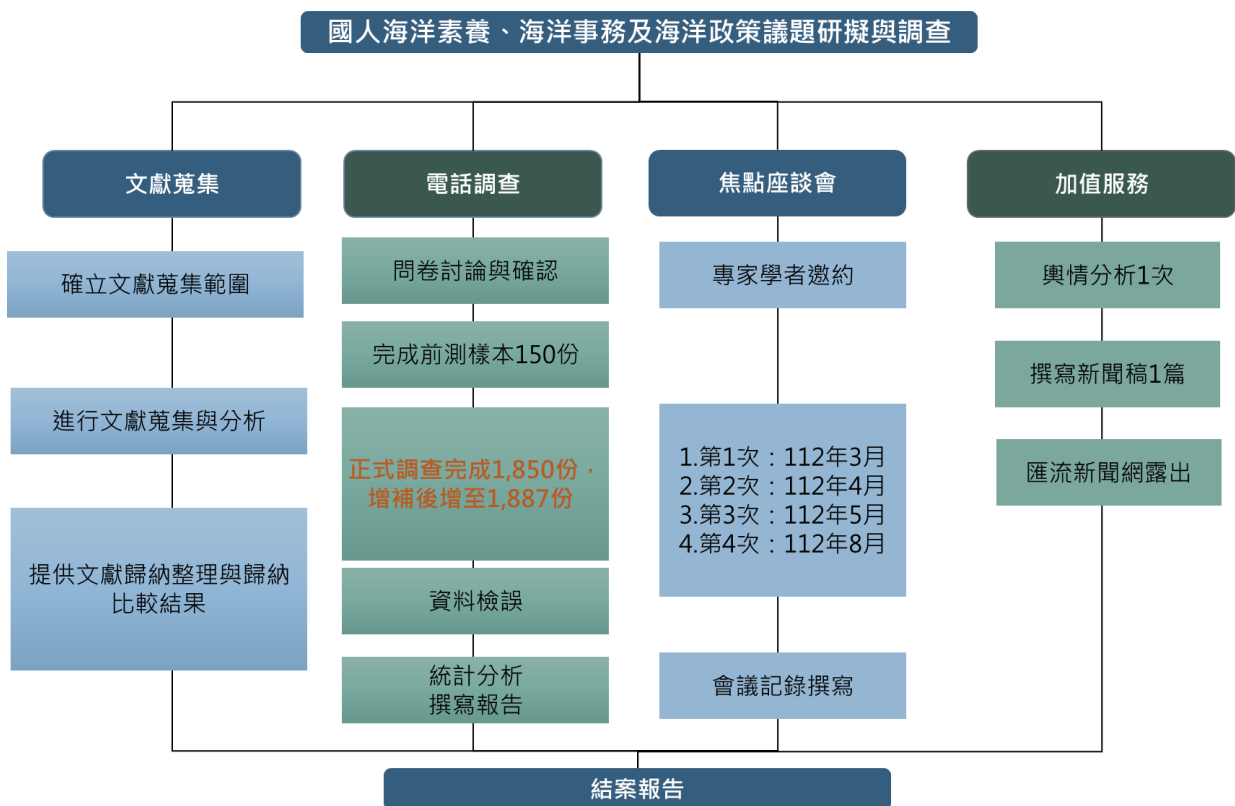 國人海洋素養、海洋事務及海洋政策議題研擬與調查
文獻蒐集
確立文獻蒐集範圍
進行文獻蒐集與分析
提供文獻歸納整理與歸納
比較結果
電話調查
問卷討論與確認
完成前測樣本150份
正式調查完成1,850份，
增補後增至1,887份
資料檢誤
統計分析
撰寫報告
焦點座談會
專家學者邀約
1.第1次：112年3月
2.第2次：112年4月
3.第3次：112年5月
4.第4次：112年8月
會議記錄撰寫
加值服務
輿情分析1次
撰寫新聞稿1篇
匯流新聞網露出
結案報告